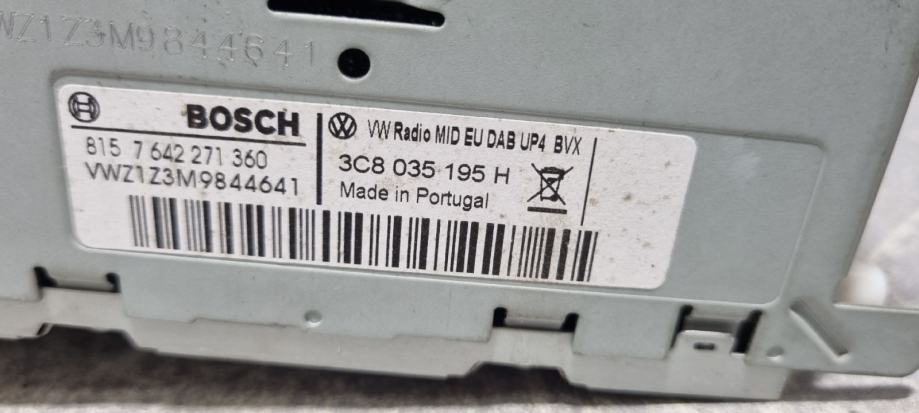 VWZ1Z3M9844641
BOSCH
815 7 642 271 360
VWZ1Z3M9844641
VW Radio MID EU DAB UP4 BVX
3C8 035 195 H
Made in Portugal